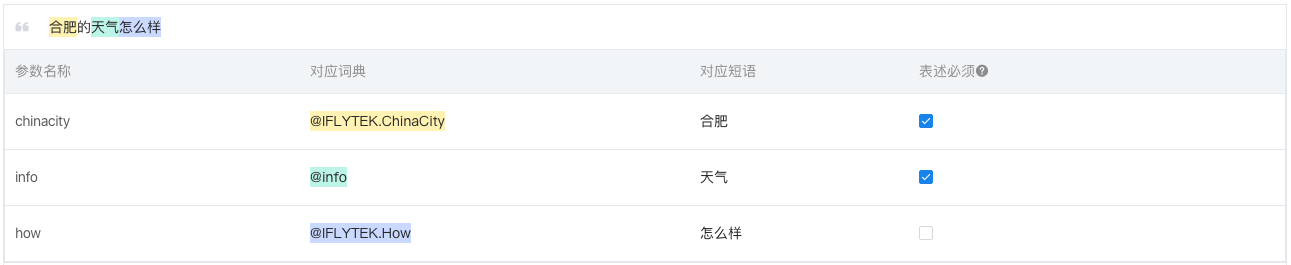 合肥的天气怎么样
参数名称 对应词典 对应短语 表述必须
chinacity @IFLYTEK.ChinaCity 合肥
info @info 天气
how @IFLYTEK.How 怎么样